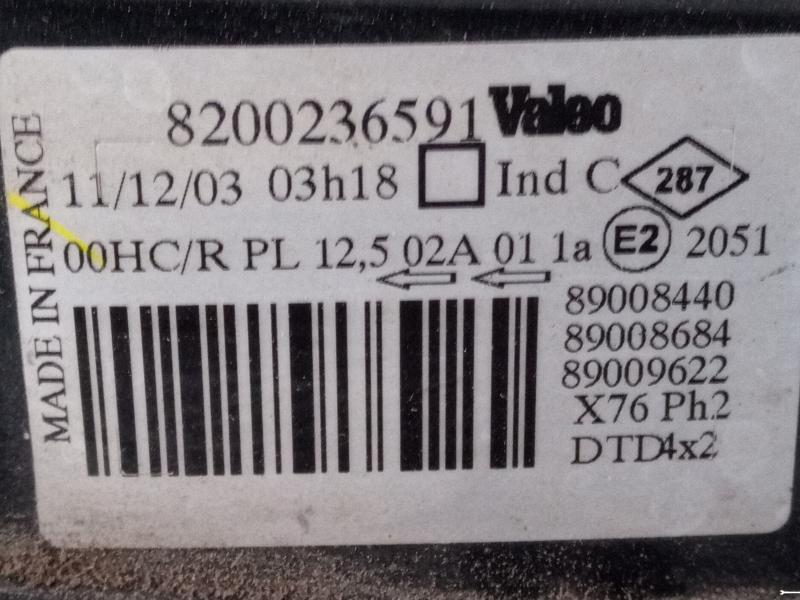 8200236591 Valeo
11/12/03 03h18 Ind C 287
00HC/R PL 12,5 02A 01 1a E2 2051
89008440
89008684
89009622
X76 Ph2
DTD4x2
MADE IN FRANCE